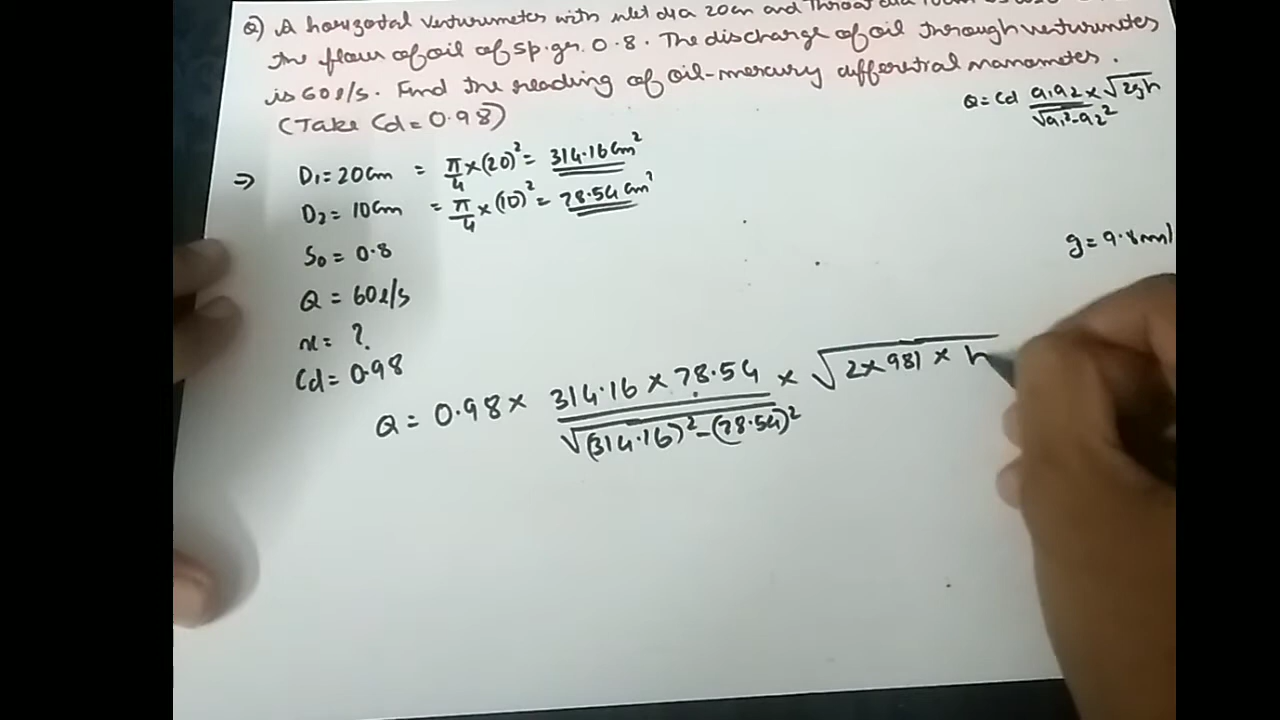 Q) A horizontal Venturimeter with inlet dia 20cm and Throat dia
the flow of oil of sp.gr. 0.8. The discharge of oil Through venturimeter
is 60l/s. Find the reading of oil-mercury differential manometer.
(Take Cd = 0.98)
Q = Cd a1a2 × √2gh
√a1²-a2²
⇒ D1 = 20cm = π/4 × (20)² = 314.16cm²
D2 = 10cm = π/4 × (10)² = 78.54cm²
So = 0.8
g = 9.8
Q = 60l/s
x = ?
Cd = 0.98
Q = 0.98 × 314.16 × 78.54 × √2×981 × h
√(314.16)² - (78.54)²